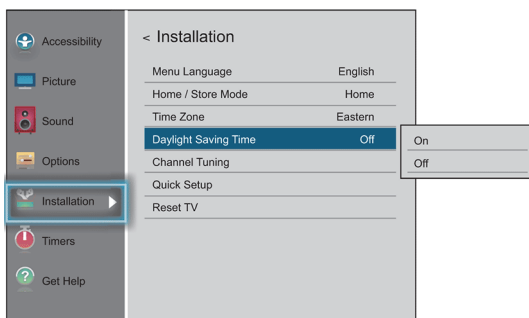 Accessibility
Picture
Sound
Options
Installation
Timers
Get Help
< Installation
Menu Language English
Home / Store Mode Home
Time Zone Eastern
Daylight Saving Time Off
Channel Tuning
Quick Setup
Reset TV
On
Off